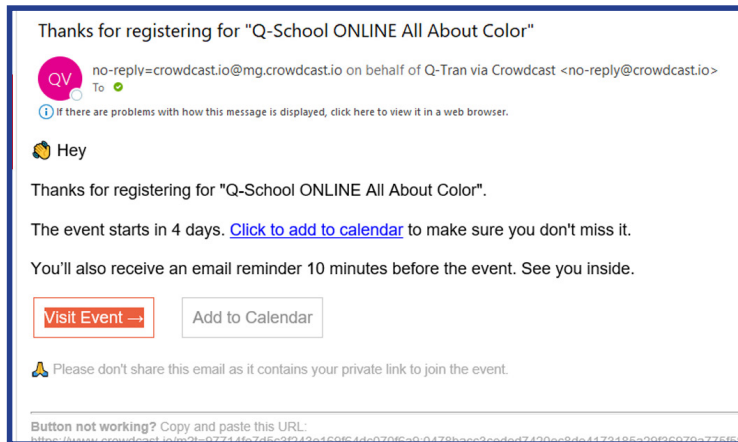 Thanks for registering for "Q-School ONLINE All About Color"
QV
no-reply=crowdcast.io@mg.crowdcast.io on behalf of Q-Tran via Crowdcast <no-reply@crowdcast.io>
To
If there are problems with how this message is displayed, click here to view it in a web browser.
👏 Hey
Thanks for registering for "Q-School ONLINE All About Color".
The event starts in 4 days. Click to add to calendar to make sure you don't miss it.
You'll also receive an email reminder 10 minutes before the event. See you inside.
Visit Event → Add to Calendar
🙏 Please don't share this email as it contains your private link to join the event.
Button not working? Copy and paste this URL: